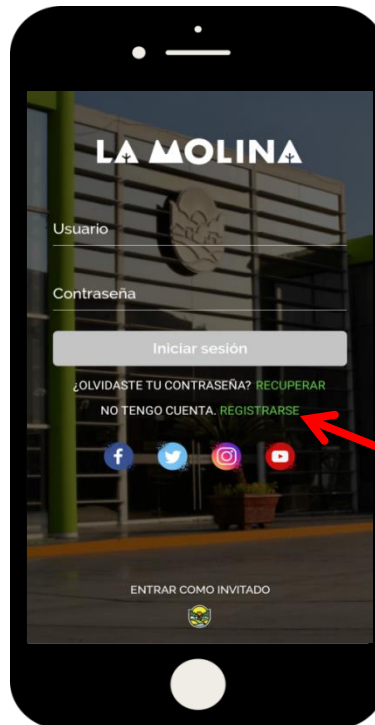 LA MOLINA
Usuario
Contraseña
Iniciar sesión
¿OLVIDASTE TU CONTRASEÑA? RECUPERAR
NO TENGO CUENTA. REGISTRARSE
ENTRAR COMO INVITADO